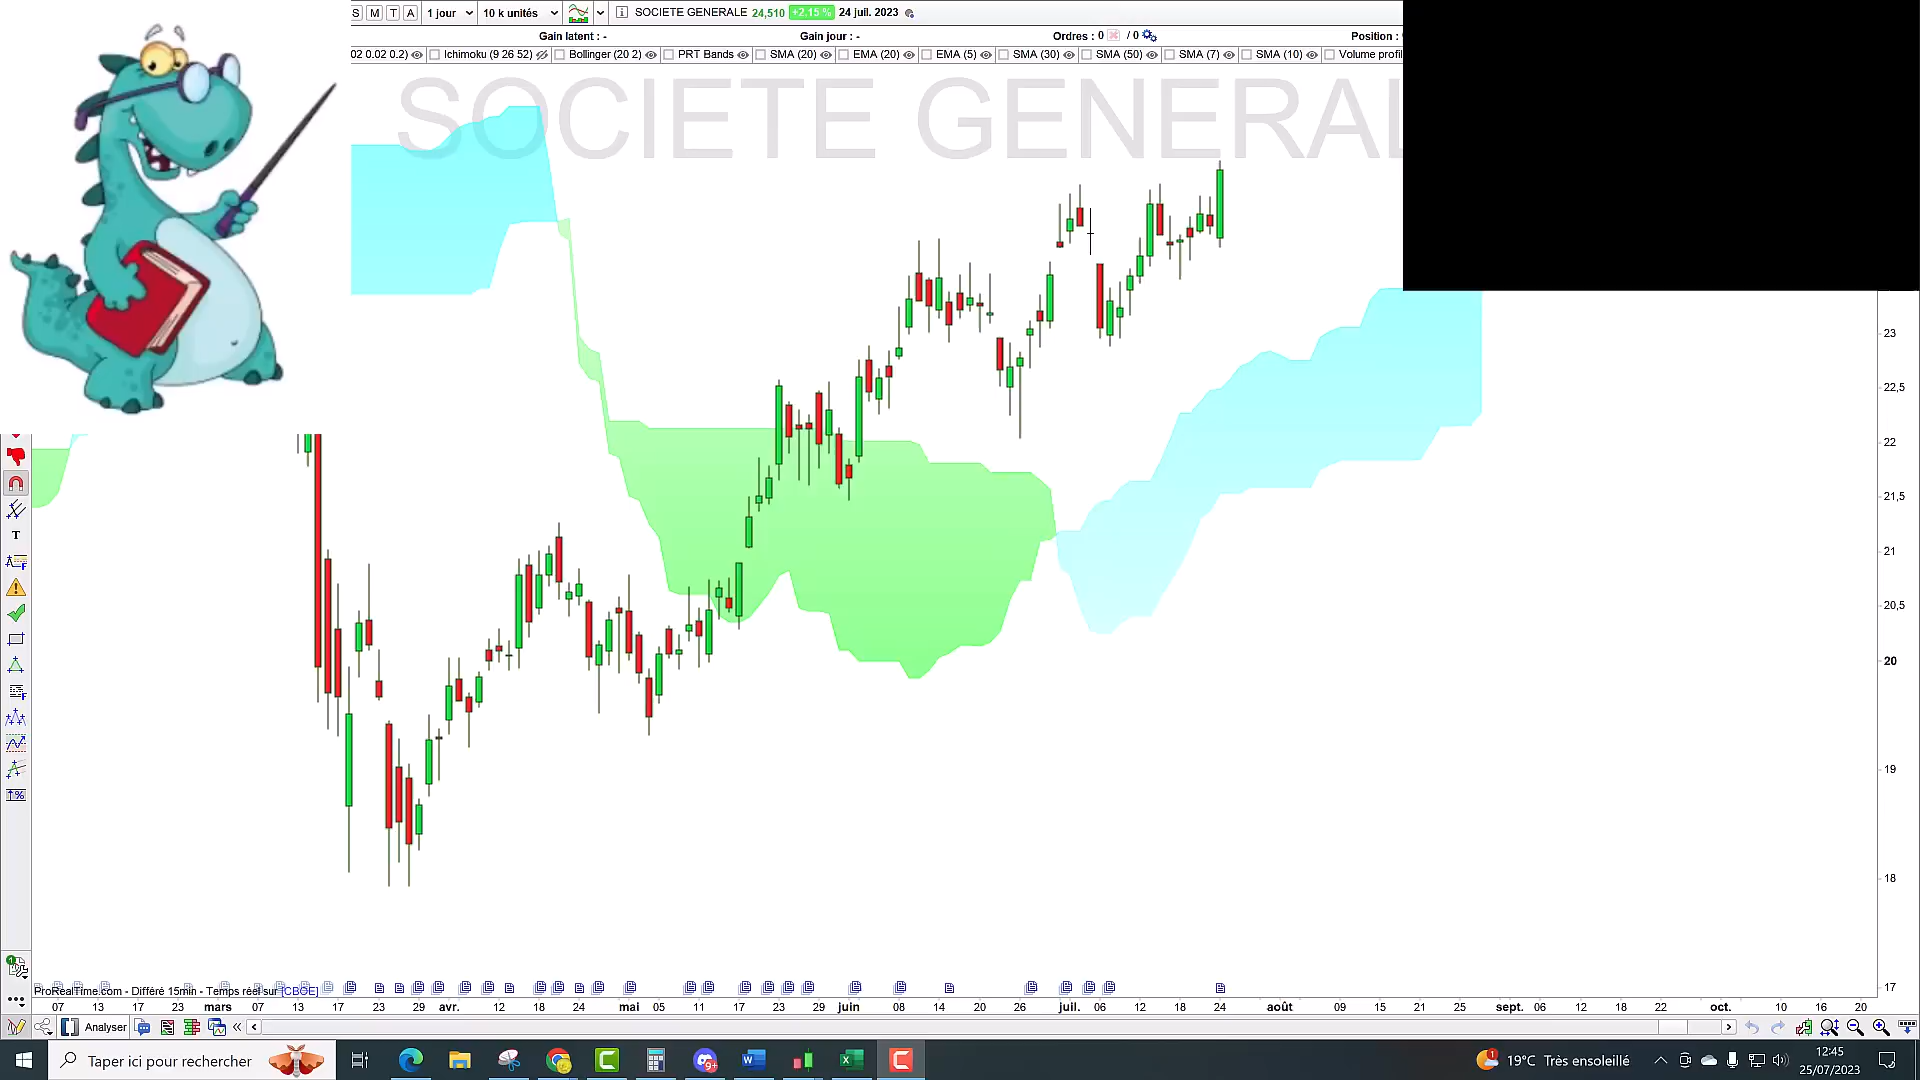 S M T A 1 jour 10 k unités SOCIETE GENERALE 24,510 +2,15 % 24 juil. 2023
Gain latent : - Gain jour : - Ordres : 0 / 0 Position :
02 0.02 0.2) Ichimoku (9 26 52) Bollinger (20 2) PRT Bands SMA (20) EMA (20) EMA (5) SMA (30) SMA (50) SMA (7) SMA (10) Volume profil
SOCIETE GENERAL
23
22,5
22
21,5
21
20,5
20
19
18
17
ProRealTime.com - Différé 15min - Temps réel sur [CBOE]
07 13 17 23 mars 07 13 17 23 29 avr. 12 18 24 mai 05 11 17 23 29 juin 08 14 20 26 juil. 06 12 18 24 août 09 15 21 25 sept. 12 18 22 oct. 10 16 20
Analyser
Taper ici pour rechercher
9+
1 19°C Très ensoleillé
12:45
25/07/2023